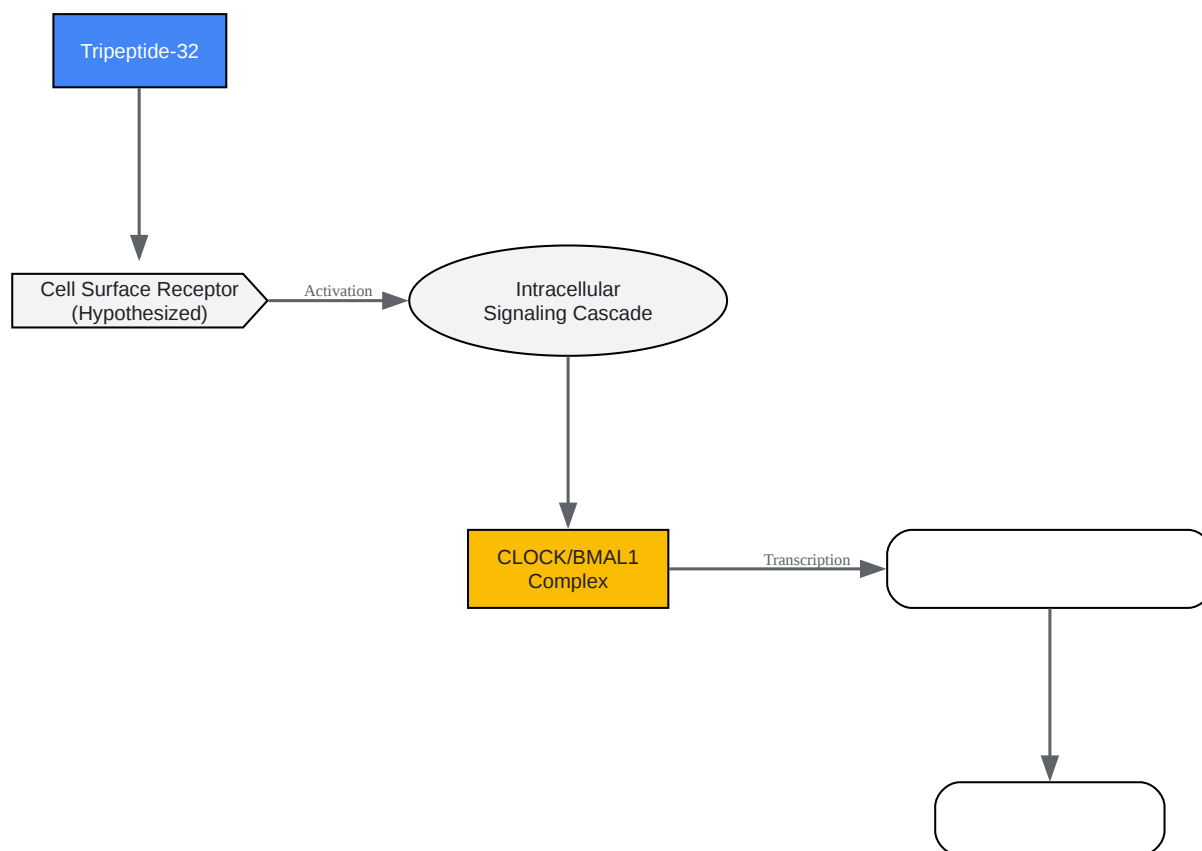 Tripeptide-32
Cell Surface Receptor
(Hypothesized)
Activation
Intracellular
Signaling Cascade
CLOCK/BMAL1
Complex
Transcription